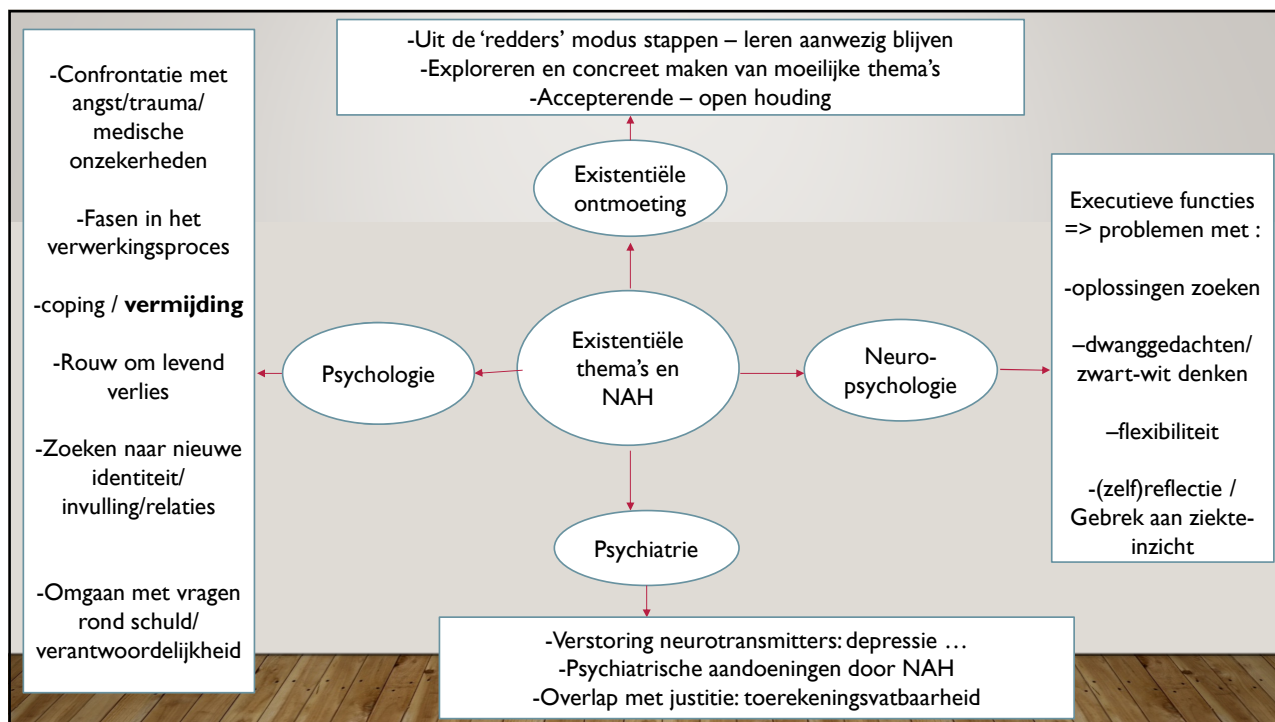 -Uit de ‘redders’ modus stappen – leren aanwezig blijven
-Exploreren en concreet maken van moeilijke thema’s
-Accepterende – open houding
-Confrontatie met
angst/trauma/
medische
onzekerheden
-Fasen in het
verwerkingsproces
-coping / vermijding
-Rouw om levend
verlies
-Zoeken naar nieuwe
identiteit/
invulling/relaties
-Omgaan met vragen
rond schuld/
verantwoordelijkheid
Existentiële
ontmoeting
Psychologie
Existentiële
thema’s en
NAH
Neuro-
psychologie
Executieve functies
=> problemen met :
-oplossingen zoeken
–dwanggedachten/
zwart-wit denken
–flexibiliteit
-(zelf)reflectie /
Gebrek aan ziekte-
inzicht
Psychiatrie
-Verstoring neurotransmitters: depressie …
-Psychiatrische aandoeningen door NAH
-Overlap met justitie: toerekeningsvatbaarheid